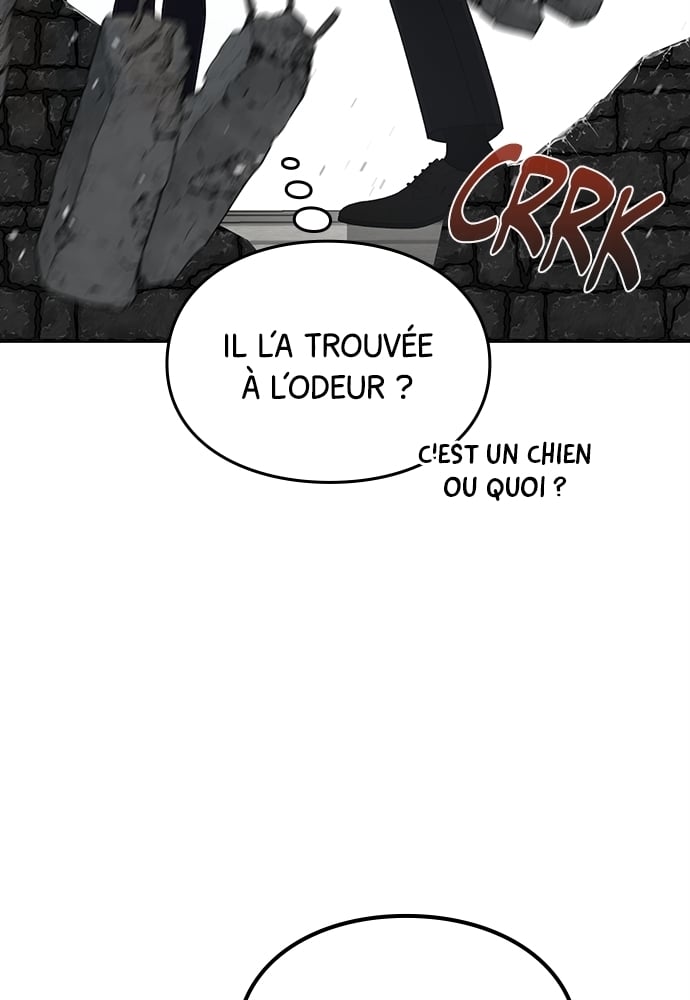 CRRK
IL L'A TROUVÉE
À L'ODEUR ?
C'EST UN CHIEN
OU QUOI ?